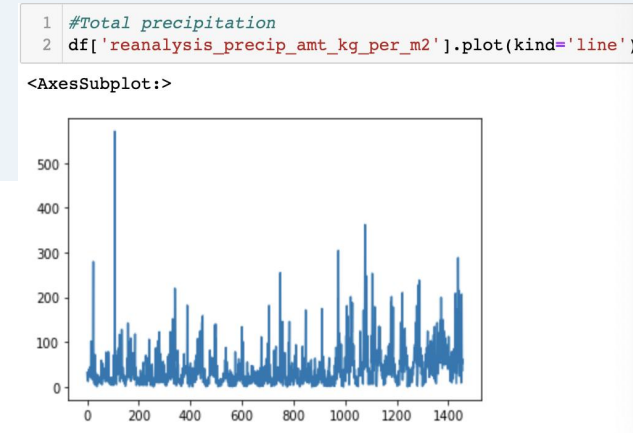 1 #Total precipitation
2 df['reanalysis_precip_amt_kg_per_m2'].plot(kind='line')
<AxesSubplot:>
500
400
300
200
100
0
0 200 400 600 800 1000 1200 1400